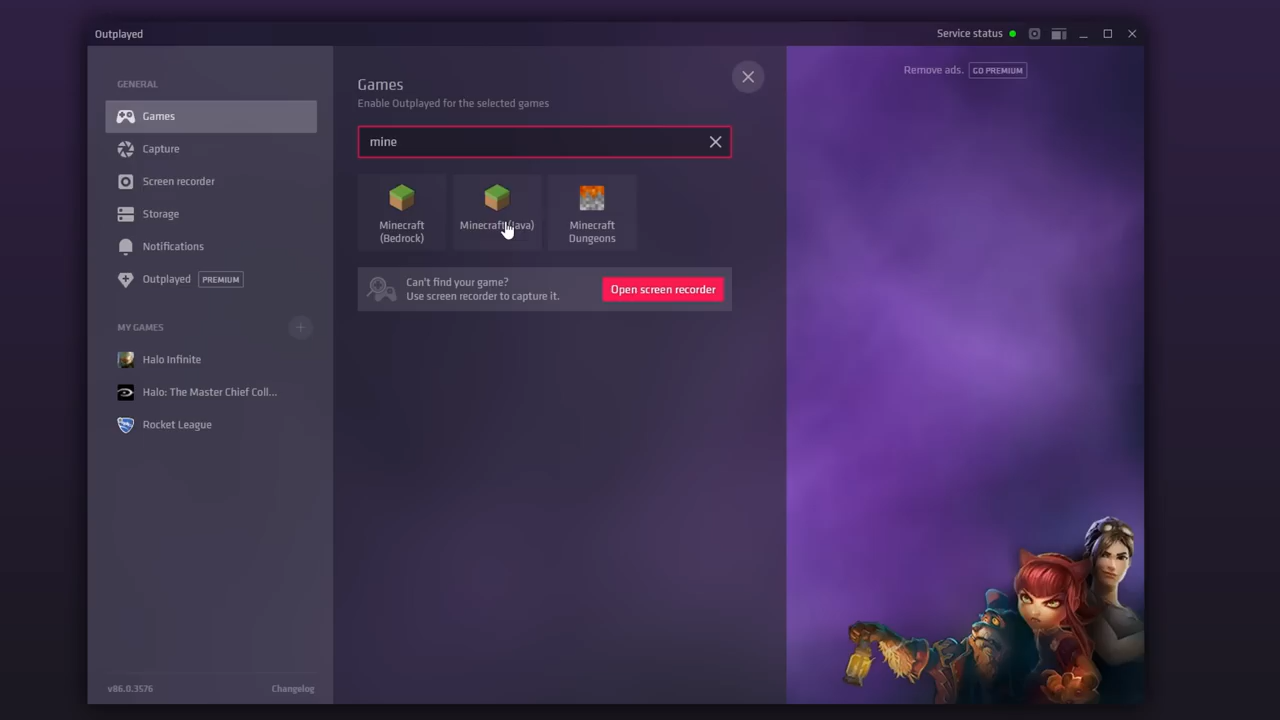 Outplayed
Service status
GENERAL
Games
Capture
Screen recorder
Storage
Notifications
Outplayed PREMIUM
MY GAMES
Halo Infinite
Halo: The Master Chief Coll...
Rocket League
v86.0.3576
Changelog
Games
Enable Outplayed for the selected games
mine
Minecraft
(Bedrock)
Minecraft (Java)
Minecraft
Dungeons
Can't find your game?
Use screen recorder to capture it.
Open screen recorder
Remove ads. GO PREMIUM